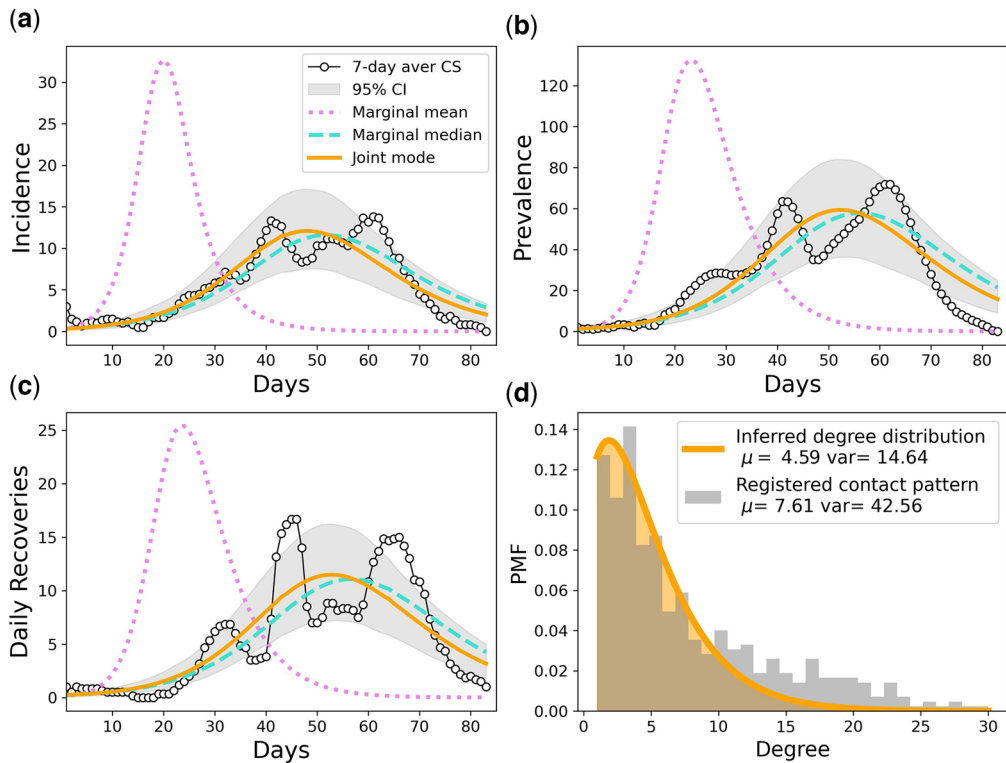 (a)
Incidence
35
30
25
20
15
10
5
0
10 20 30 40 50 60 70 80
Days
7-day aver CS
95% CI
Marginal mean
Marginal median
Joint mode
(b)
Prevalence
120
100
80
60
40
20
0
10 20 30 40 50 60 70 80
Days
(c)
Daily Recoveries
25
20
15
10
5
0
10 20 30 40 50 60 70 80
Days
(d)
PMF
0.14
0.12
0.10
0.08
0.06
0.04
0.02
0.00
0 5 10 15 20 25 30
Degree
Inferred degree distribution
μ = 4.59 var= 14.64
Registered contact pattern
μ= 7.61 var= 42.56